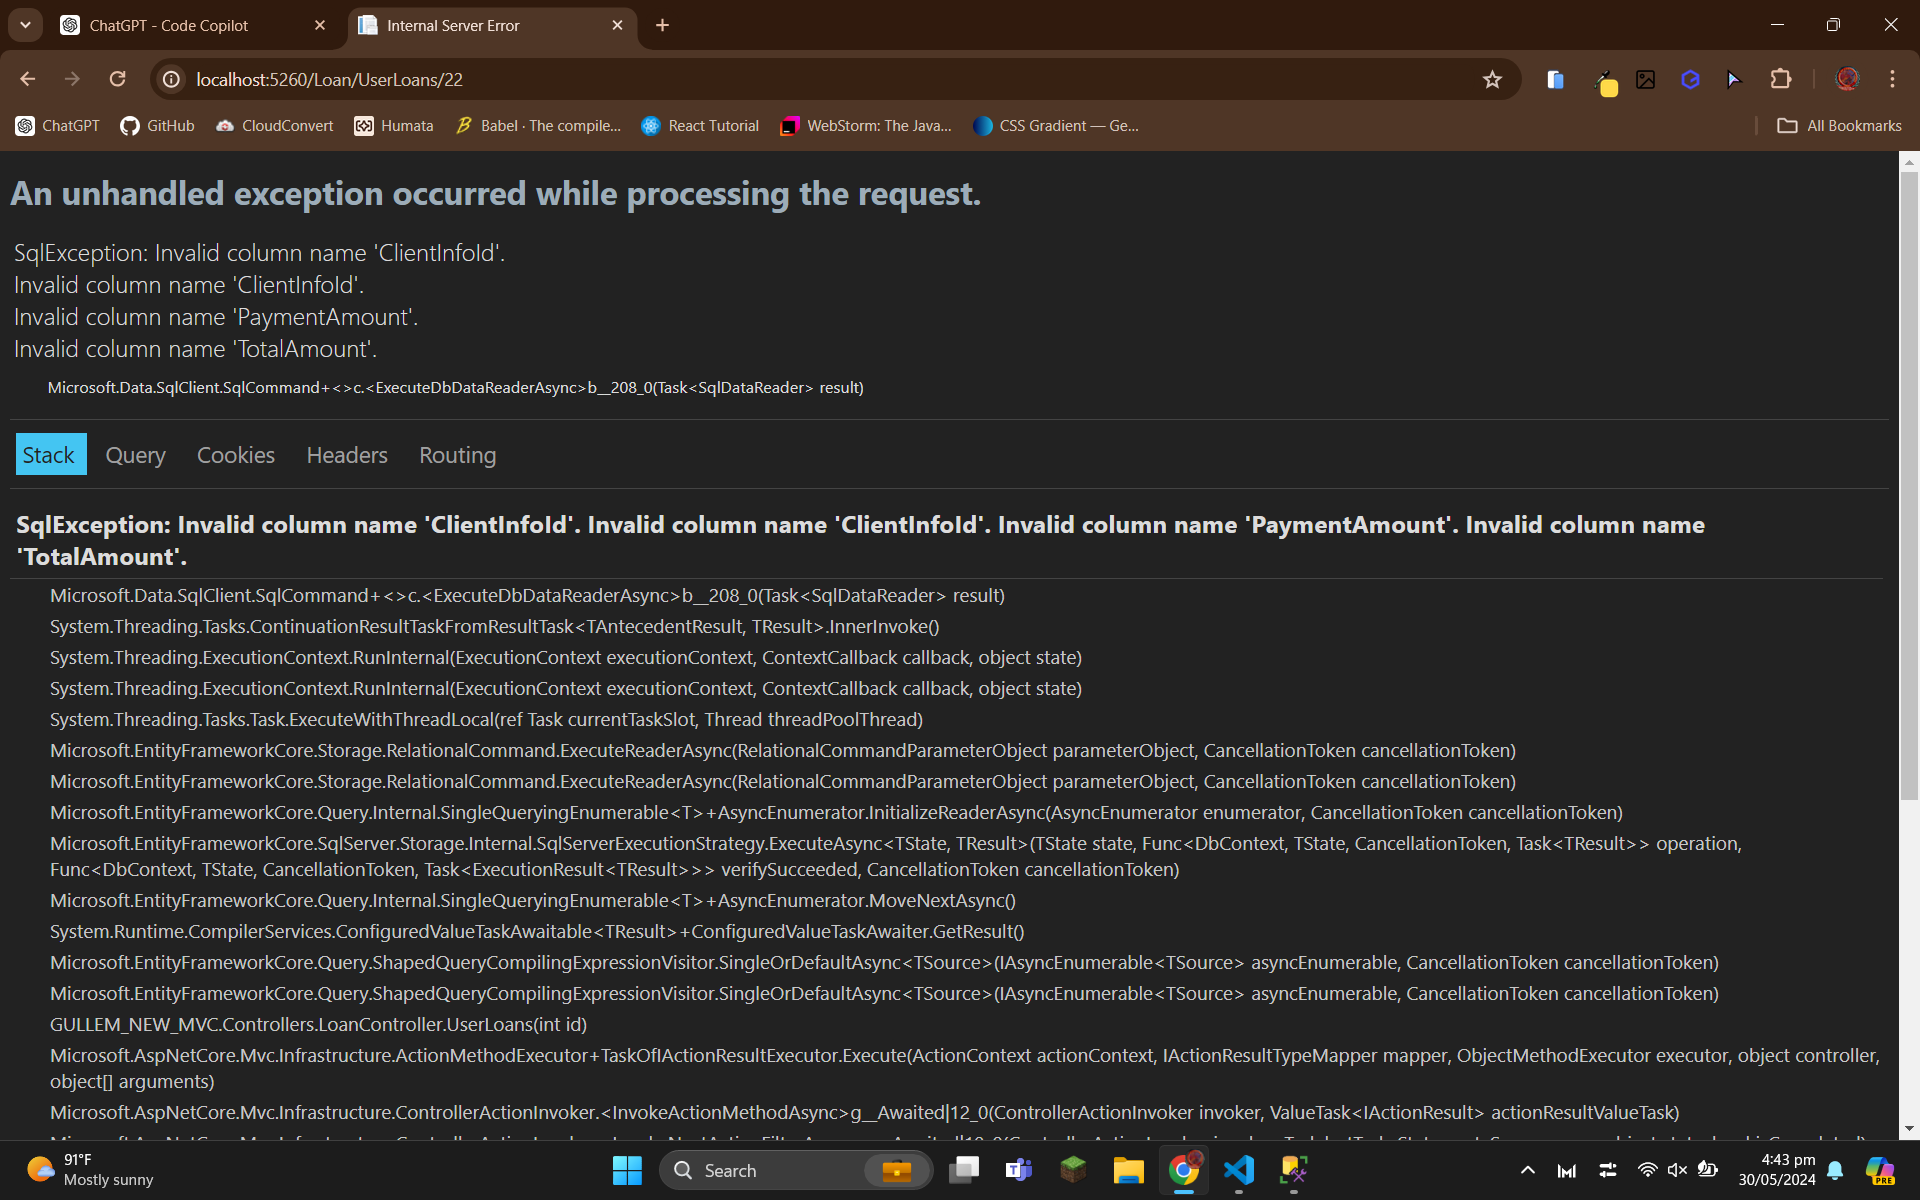 ChatGPT - Code Copilot
Internal Server Error
localhost:5260/Loan/UserLoans/22
ChatGPT
GitHub
CloudConvert
Humata
Babel · The compile...
React Tutorial
WebStorm: The Java...
CSS Gradient — Ge...
All Bookmarks
An unhandled exception occurred while processing the request.
SqlException: Invalid column name 'ClientInfoId'.
Invalid column name 'ClientInfoId'.
Invalid column name 'PaymentAmount'.
Invalid column name 'TotalAmount'.
Microsoft.Data.SqlClient.SqlCommand+<>c.<ExecuteDbDataReaderAsync>b__208_0(Task<SqlDataReader> result)
Stack Query Cookies Headers Routing
SqlException: Invalid column name 'ClientInfoId'. Invalid column name 'ClientInfoId'. Invalid column name 'PaymentAmount'. Invalid column name
'TotalAmount'.
Microsoft.Data.SqlClient.SqlCommand+<>c.<ExecuteDbDataReaderAsync>b__208_0(Task<SqlDataReader> result)
System.Threading.Tasks.ContinuationResultTaskFromResultTask<TAntecedentResult, TResult>.InnerInvoke()
System.Threading.ExecutionContext.RunInternal(ExecutionContext executionContext, ContextCallback callback, object state)
System.Threading.ExecutionContext.RunInternal(ExecutionContext executionContext, ContextCallback callback, object state)
System.Threading.Tasks.Task.ExecuteWithThreadLocal(ref Task currentTaskSlot, Thread threadPoolThread)
Microsoft.EntityFrameworkCore.Storage.RelationalCommand.ExecuteReaderAsync(RelationalCommandParameterObject parameterObject, CancellationToken cancellationToken)
Microsoft.EntityFrameworkCore.Storage.RelationalCommand.ExecuteReaderAsync(RelationalCommandParameterObject parameterObject, CancellationToken cancellationToken)
Microsoft.EntityFrameworkCore.Query.Internal.SingleQueryingEnumerable<T>+AsyncEnumerator.InitializeReaderAsync(AsyncEnumerator enumerator, CancellationToken cancellationToken)
Microsoft.EntityFrameworkCore.SqlServer.Storage.Internal.SqlServerExecutionStrategy.ExecuteAsync<TState, TResult>(TState state, Func<DbContext, TState, CancellationToken, Task<TResult>> operation,
Func<DbContext, TState, CancellationToken, Task<ExecutionResult<TResult>>> verifySucceeded, CancellationToken cancellationToken)
Microsoft.EntityFrameworkCore.Query.Internal.SingleQueryingEnumerable<T>+AsyncEnumerator.MoveNextAsync()
System.Runtime.CompilerServices.ConfiguredValueTaskAwaitable<TResult>+ConfiguredValueTaskAwaiter.GetResult()
Microsoft.EntityFrameworkCore.Query.ShapedQueryCompilingExpressionVisitor.SingleOrDefaultAsync<TSource>(IAsyncEnumerable<TSource> asyncEnumerable, CancellationToken cancellationToken)
Microsoft.EntityFrameworkCore.Query.ShapedQueryCompilingExpressionVisitor.SingleOrDefaultAsync<TSource>(IAsyncEnumerable<TSource> asyncEnumerable, CancellationToken cancellationToken)
GULLEM_NEW_MVC.Controllers.LoanController.UserLoans(int id)
Microsoft.AspNetCore.Mvc.Infrastructure.ActionMethodExecutor+TaskOfIActionResultExecutor.Execute(ActionContext actionContext, IActionResultTypeMapper mapper, ObjectMethodExecutor executor, object controller,
object[] arguments)
Microsoft.AspNetCore.Mvc.Infrastructure.ControllerActionInvoker.<InvokeActionMethodAsync>g__Awaited|12_0(ControllerActionInvoker invoker, ValueTask<IActionResult> actionResultValueTask)
91°F
Mostly sunny
Search
4:43 pm
30/05/2024
PRE